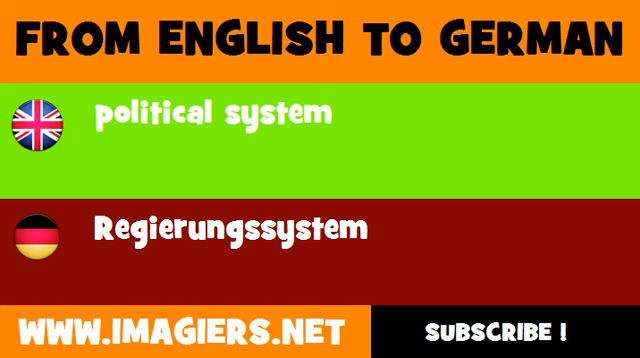 FROM ENGLISH TO GERMAN
political system
Regierungssystem
WWW.IMAGIERS.NET
SUBSCRIBE !